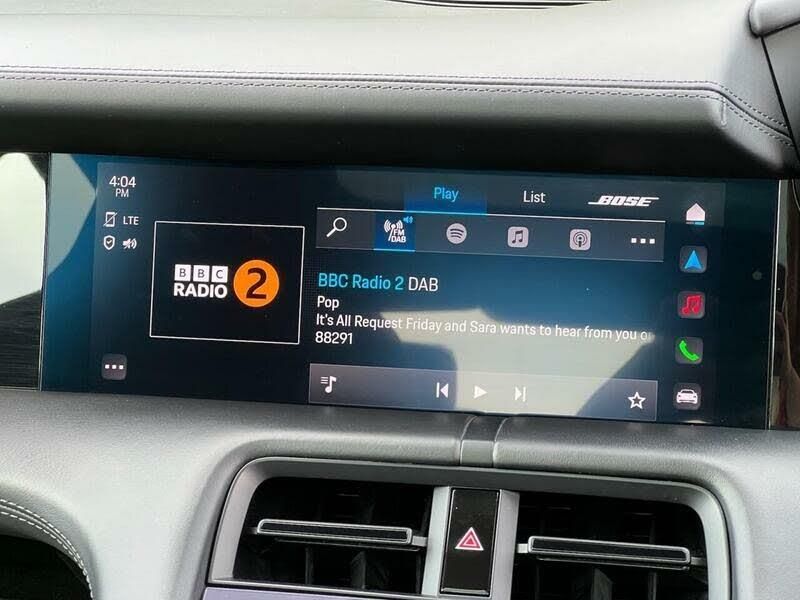 4:04
PM
LTE
Play
List
BOSE
FM
DAB
BBC
RADIO 2
BBC Radio 2 DAB
Pop
It's All Request Friday and Sara wants to hear from you o
88291